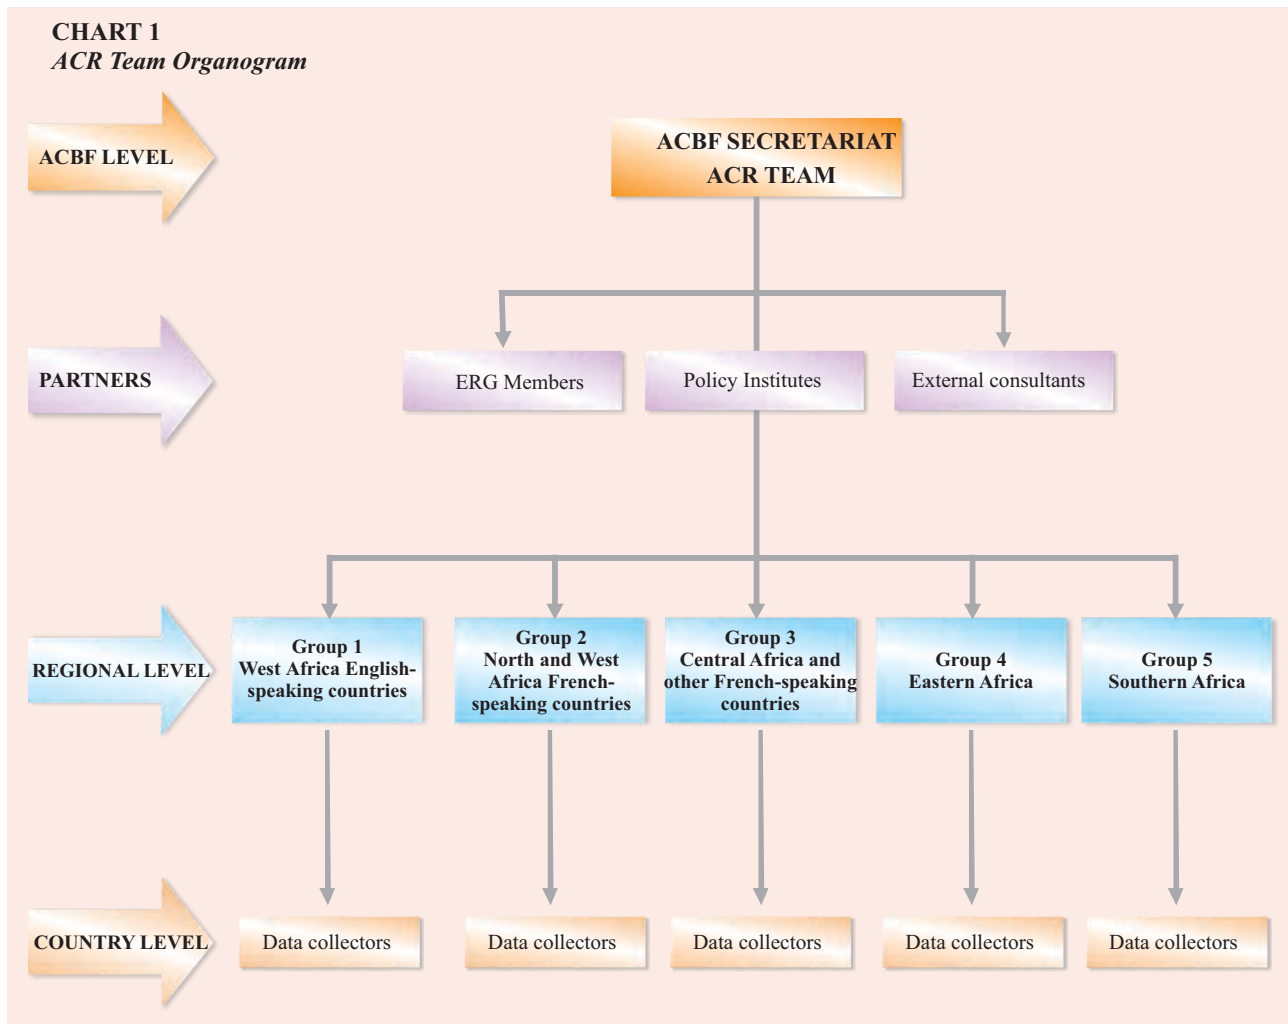 CHART 1
ACR Team Organogram
ACBF LEVEL
ACBF SECRETARIAT
ACR TEAM
PARTNERS
ERG Members
Policy Institutes
External consultants
REGIONAL LEVEL
Group 1
West Africa English-
speaking countries
Group 2
North and West
Africa French-
speaking countries
Group 3
Central Africa and
other French-speaking
countries
Group 4
Eastern Africa
Group 5
Southern Africa
COUNTRY LEVEL
Data collectors
Data collectors
Data collectors
Data collectors
Data collectors